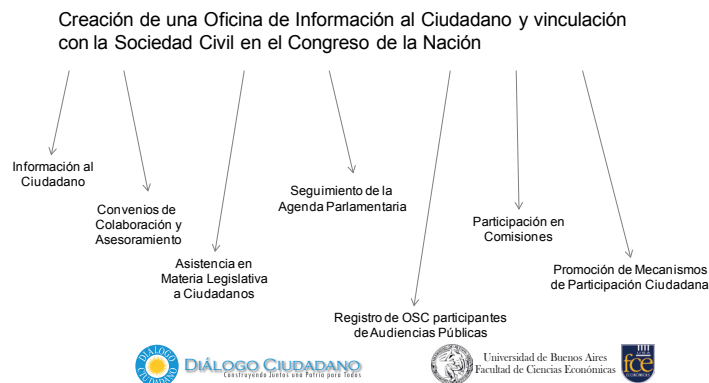 Creación de una Oficina de Información al Ciudadano y vinculación
con la Sociedad Civil en el Congreso de la Nación
Información al
Ciudadano
Convenios de
Colaboración y
Asesoramiento
Asistencia en
Materia Legislativa
a Ciudadanos
Seguimiento de la
Agenda Parlamentaria
Registro de OSC participantes
de Audiencias Públicas
Participación en
Comisiones
Promoción de Mecanismos
de Participación Ciudadana
DIÁLOGO
CIUDADANO
DIÁLOGO CIUDADANO
Construyendo Juntos una Patria para Todos
Universidad de Buenos Aires
Facultad de Ciencias Económicas
fce
ECONÓMICAS